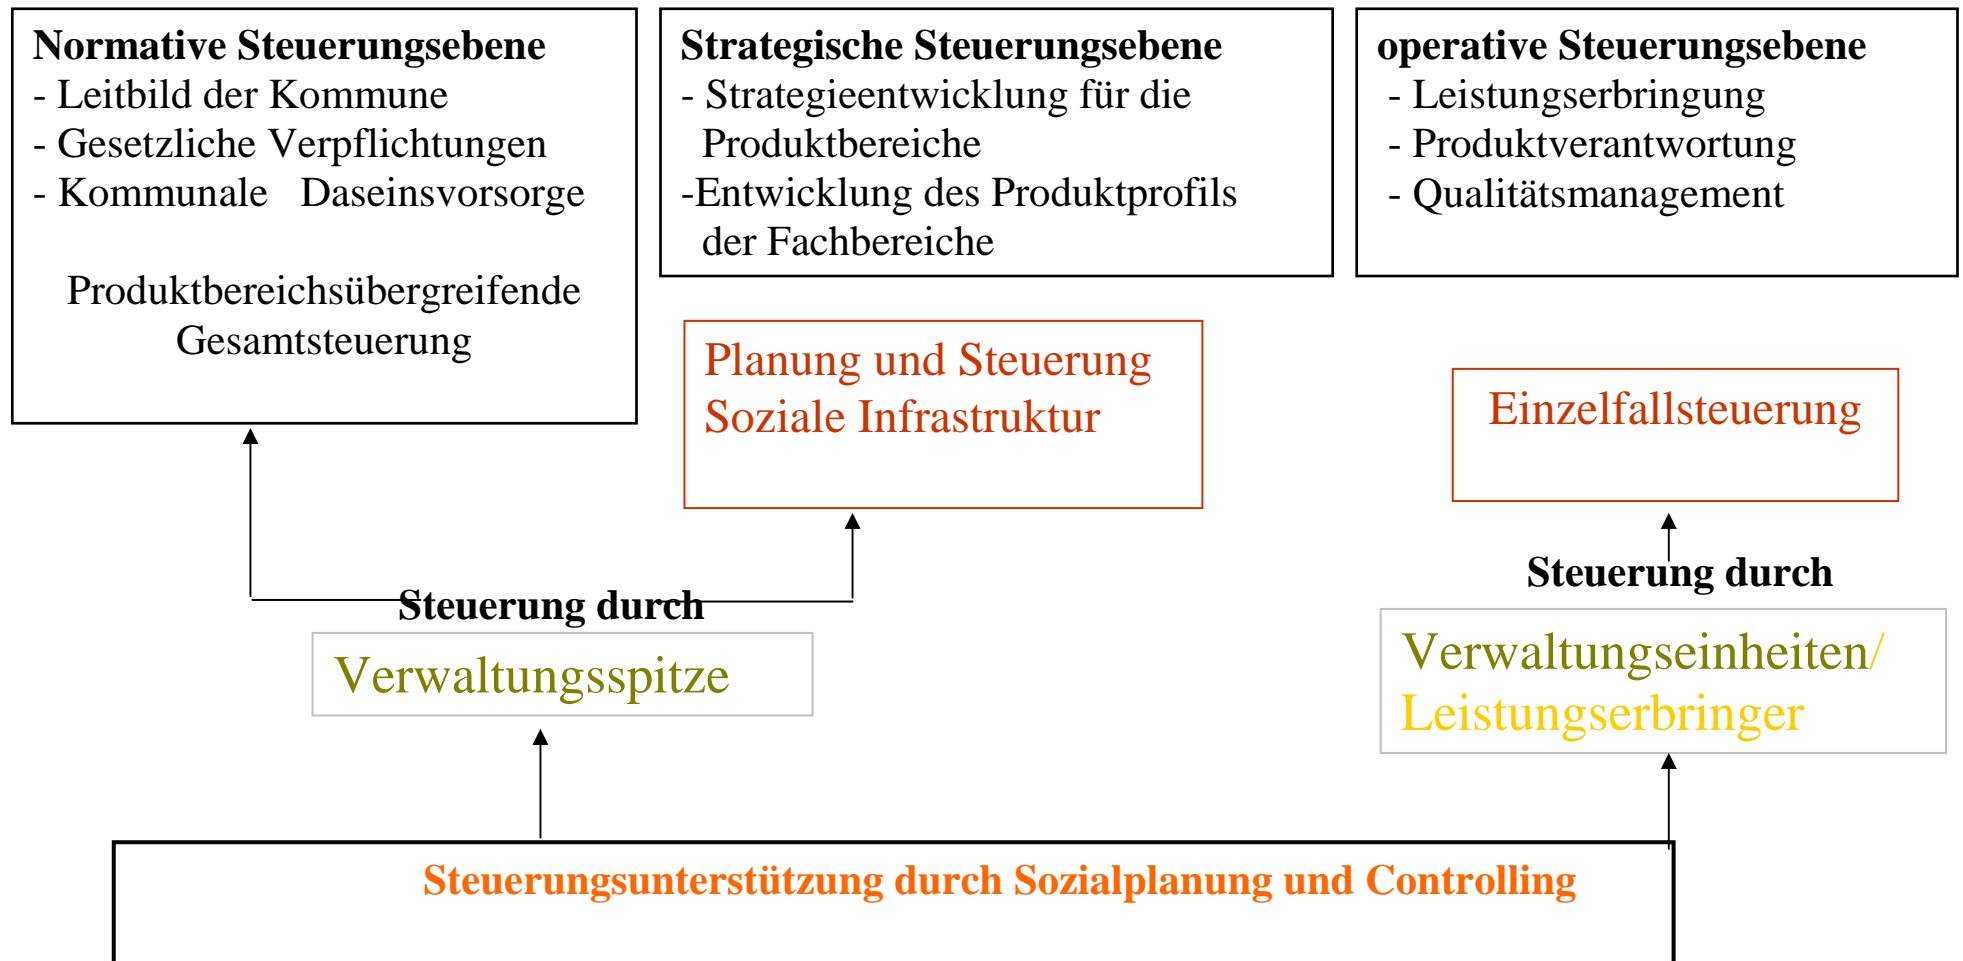 Normative Steuerungsebene
- Leitbild der Kommune
- Gesetzliche Verpflichtungen
- Kommunale Daseinsvorsorge
Produktbereichsübergreifende
Gesamtsteuerung
Strategische Steuerungsebene
- Strategieentwicklung für die
Produktbereiche
-Entwicklung des Produktprofils
der Fachbereiche
operative Steuerungsebene
- Leistungserbringung
- Produktverantwortung
- Qualitätsmanagement
Planung und Steuerung
Soziale Infrastruktur
Einzelfallsteuerung
Steuerung durch
Verwaltungsspitze
Steuerung durch
Verwaltungseinheiten/
Leistungserbringer
Steuerungsunterstützung durch Sozialplanung und Controlling